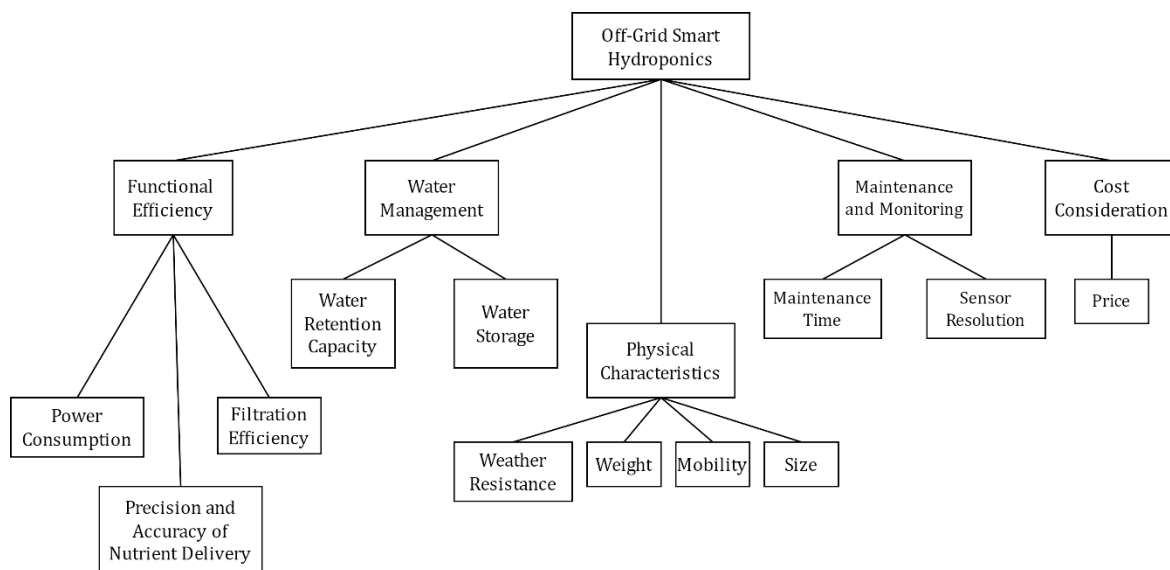 Off-Grid Smart
Hydroponics
Functional
Efficiency
Water
Management
Maintenance
and Monitoring
Cost
Consideration
Water
Retention
Capacity
Water
Storage
Maintenance
Time
Sensor
Resolution
Price
Physical
Characteristics
Power
Consumption
Filtration
Efficiency
Weather
Resistance
Weight
Mobility
Size
Precision and
Accuracy of
Nutrient Delivery